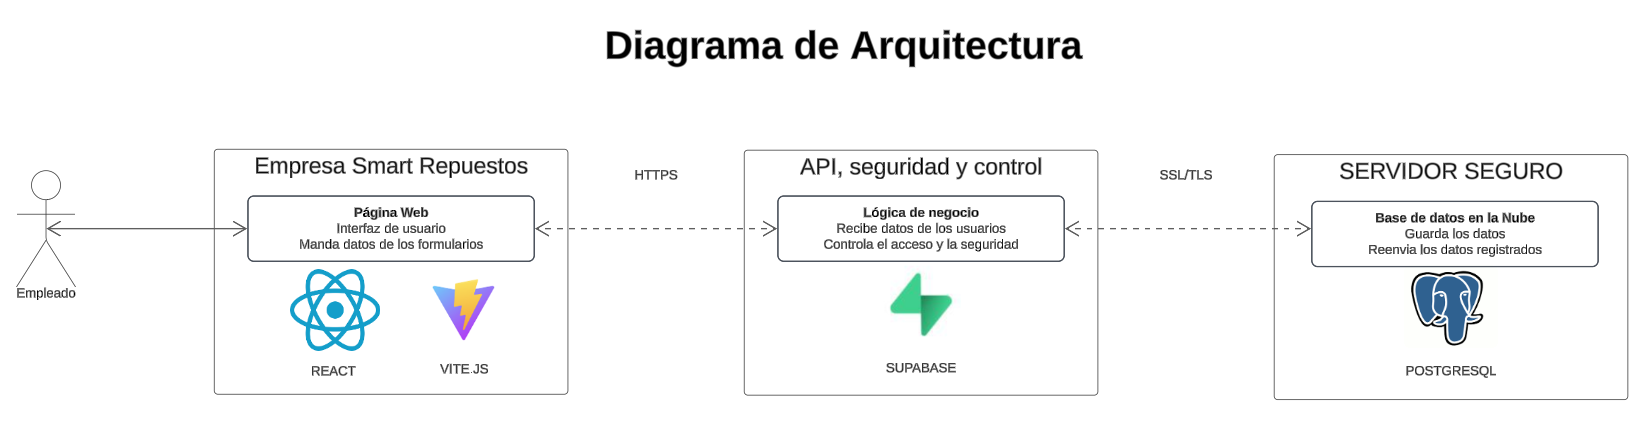 Diagrama de Arquitectura
Empleado
Empresa Smart Repuestos
Página Web
Interfaz de usuario
Manda datos de los formularios
REACT
VITE.JS
HTTPS
API, seguridad y control
Lógica de negocio
Recibe datos de los usuarios
Controla el acceso y la seguridad
SUPABASE
SSL/TLS
SERVIDOR SEGURO
Base de datos en la Nube
Guarda los datos
Reenvia los datos registrados
POSTGRESQL